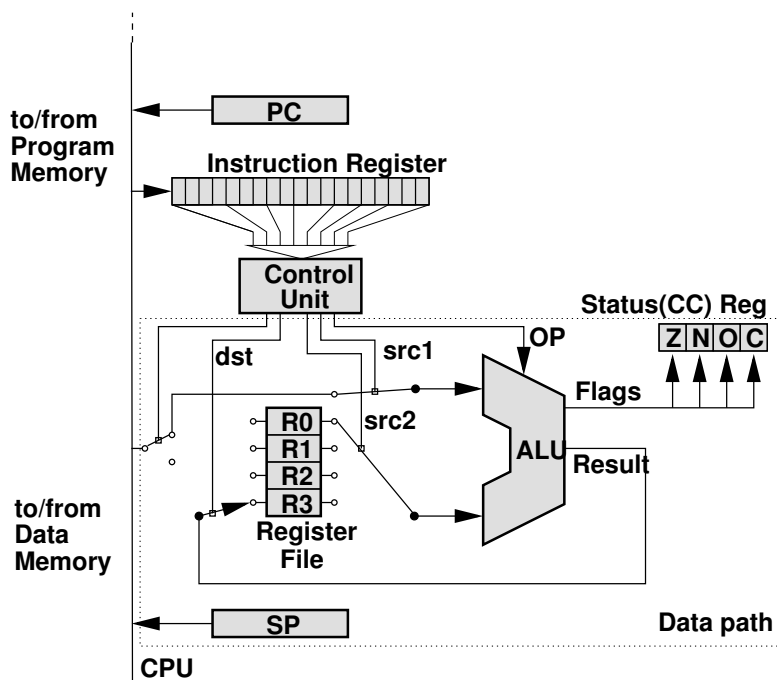 PC
to/from
Program
Memory
Instruction Register
Control
Unit
Status(CC) Reg
Z N O C
OP
dst
src1
Flags
src2
R0
R1
R2
R3
ALU
Result
Register
File
to/from
Data
Memory
SP
Data path
CPU